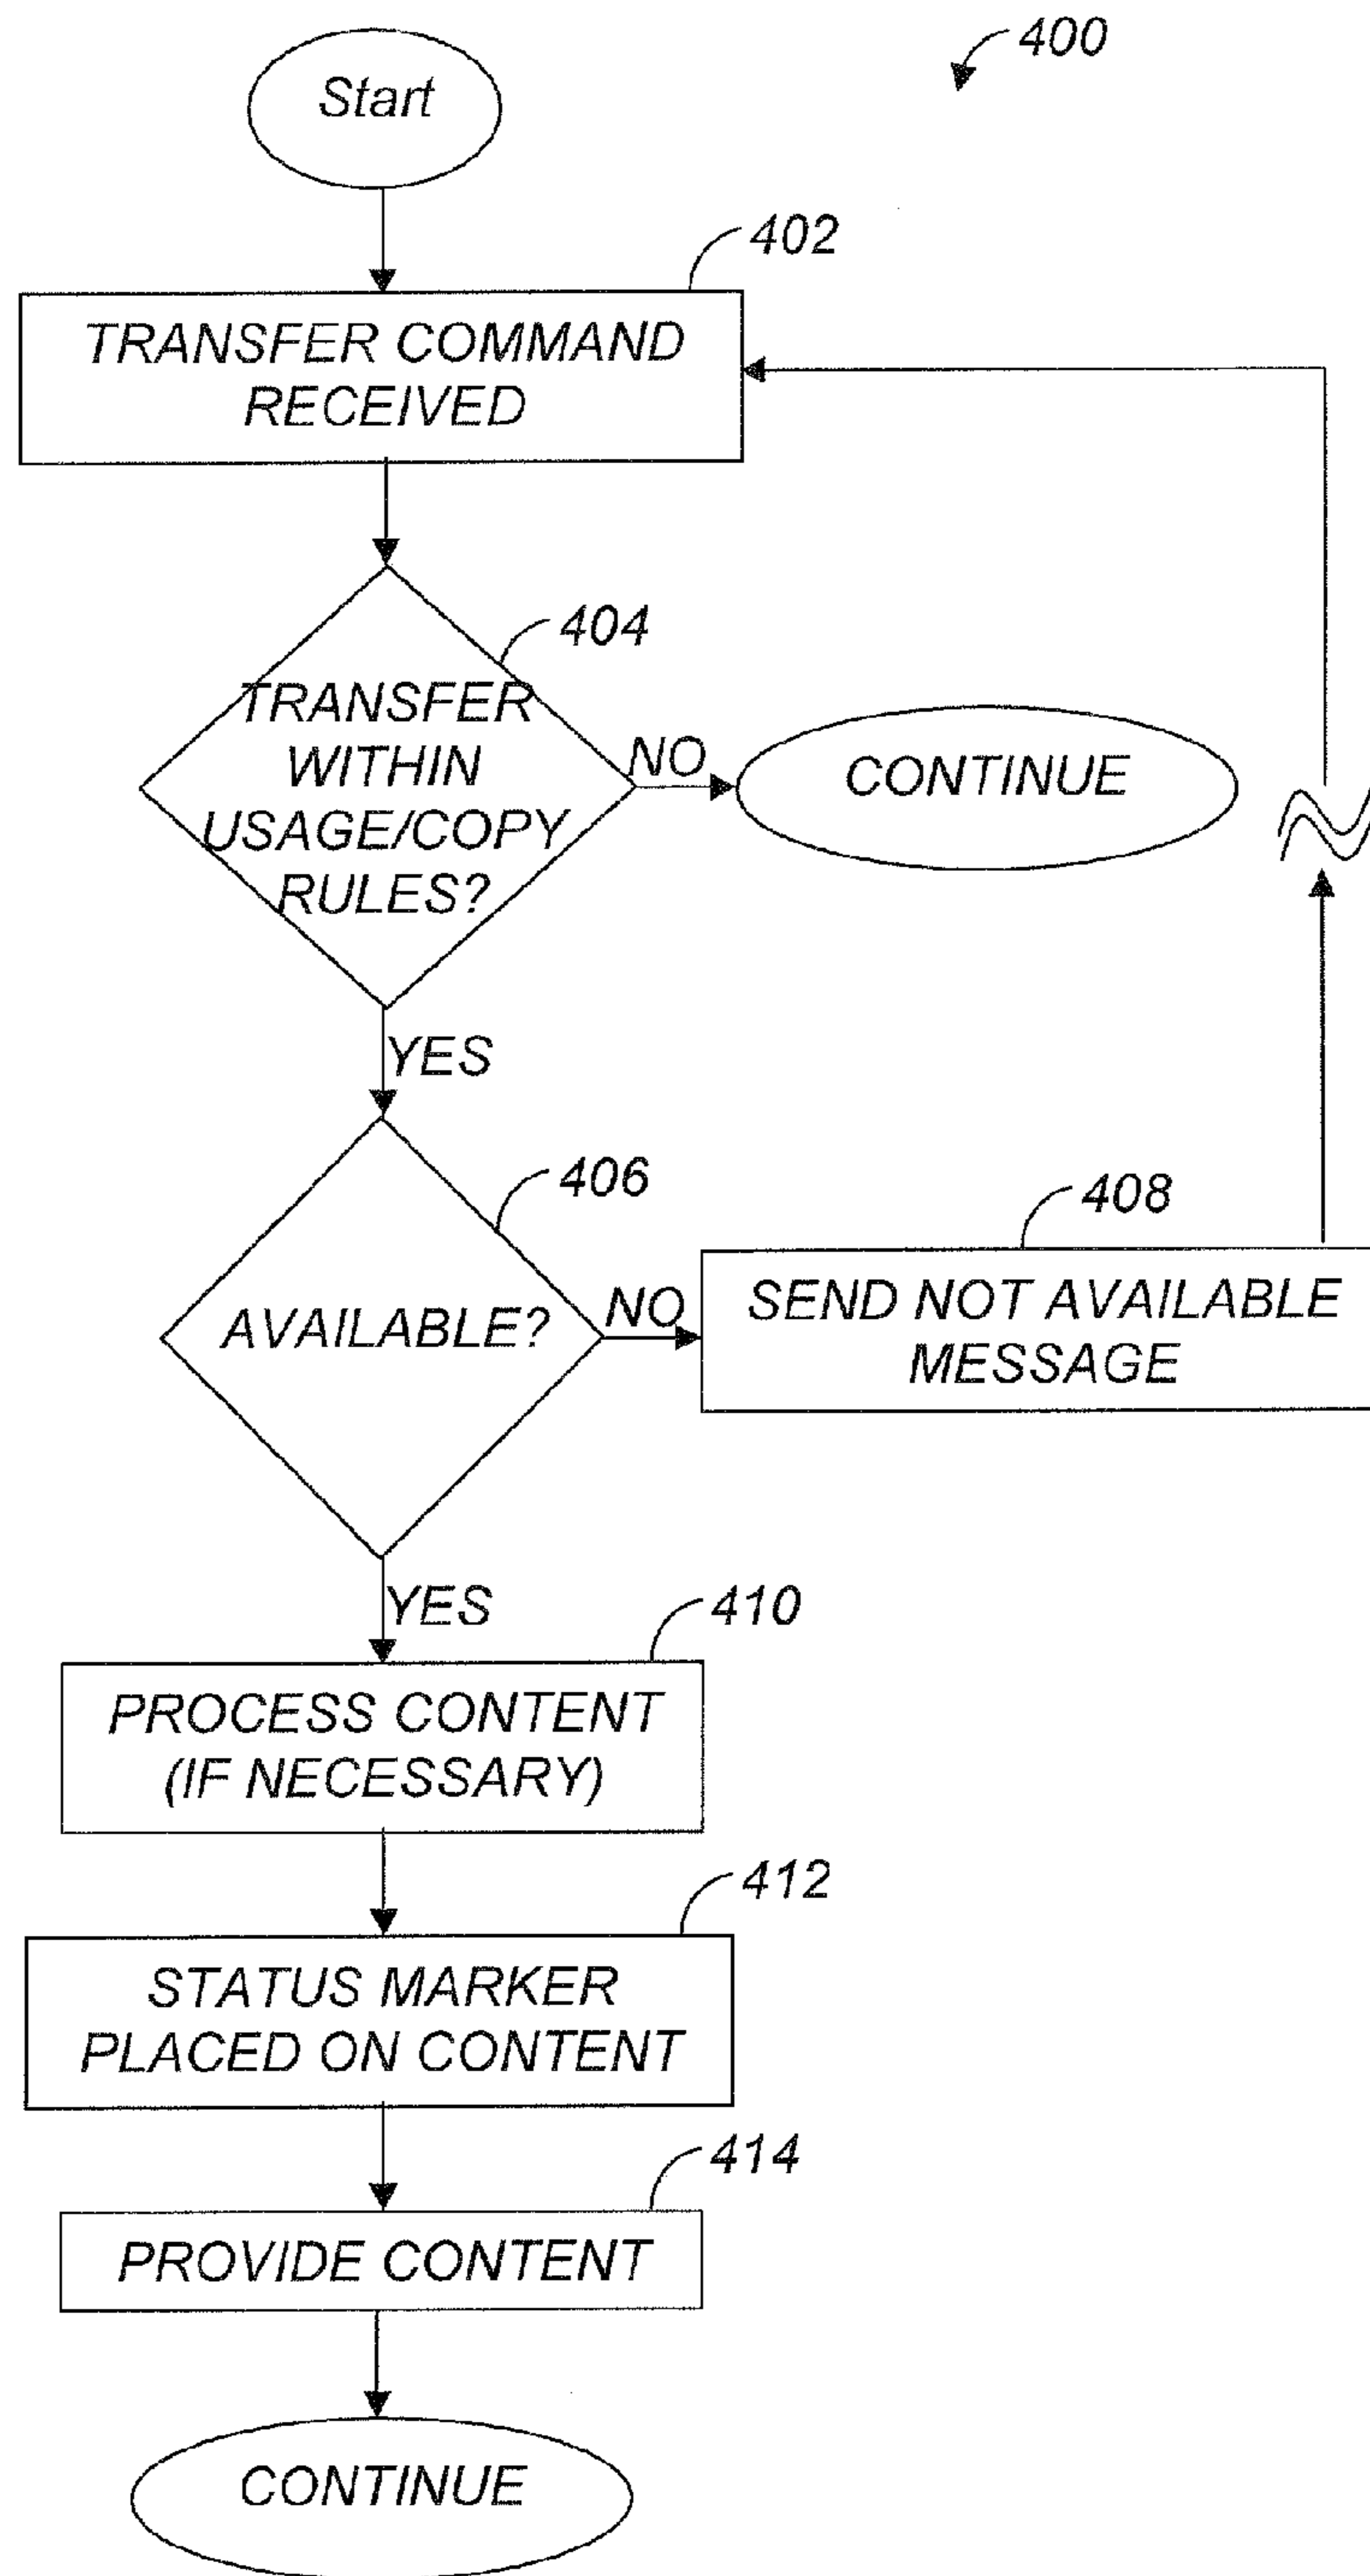 400
Start
402
TRANSFER COMMAND
RECEIVED
404
TRANSFER
WITHIN
USAGE/COPY
RULES?
NO
CONTINUE
YES
406
408
AVAILABLE?
NO
SEND NOT AVAILABLE
MESSAGE
YES
410
PROCESS CONTENT
(IF NECESSARY)
412
STATUS MARKER
PLACED ON CONTENT
414
PROVIDE CONTENT
CONTINUE